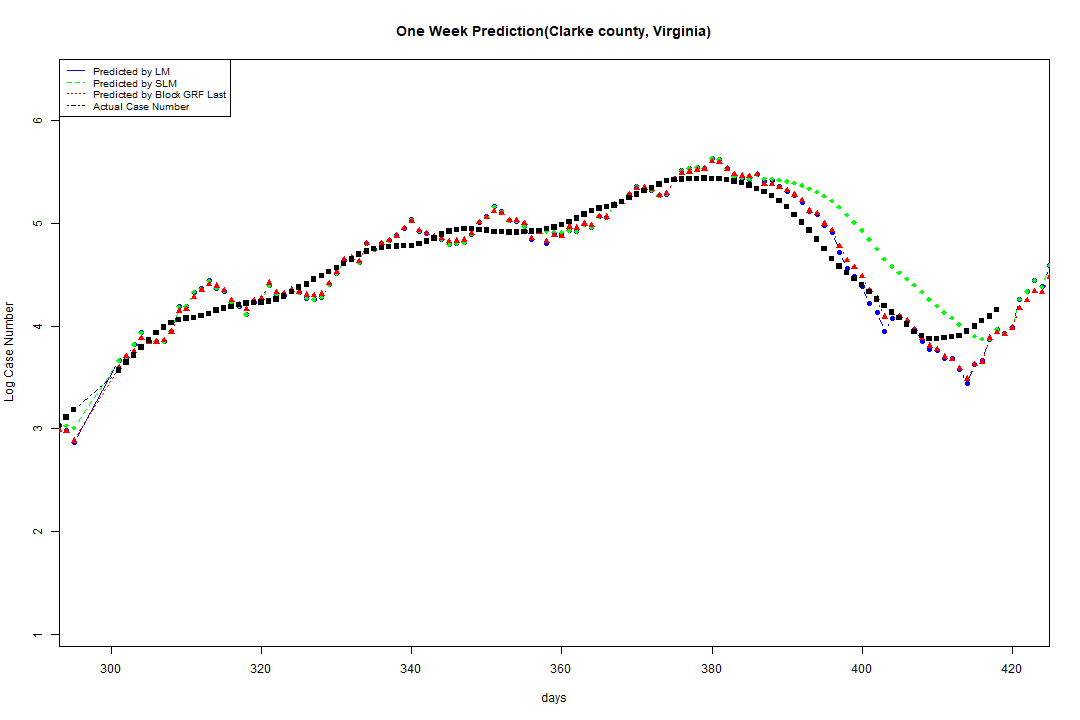 One Week Prediction(Clarke county, Virginia)
Predicted by LM
Predicted by SLM
Predicted by Block GRF Last
Actual Case Number
Log Case Number
6
5
4
3
2
1
300 320 340 360 380 400 420
days